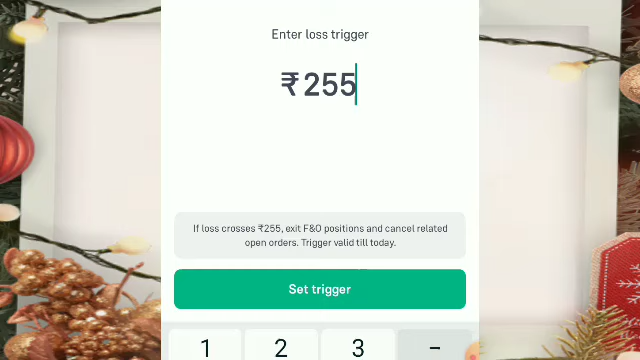 Enter loss trigger
₹255
If loss crosses ₹255, exit F&O positions and cancel related
open orders. Trigger valid till today.
Set trigger
1 2 3 -